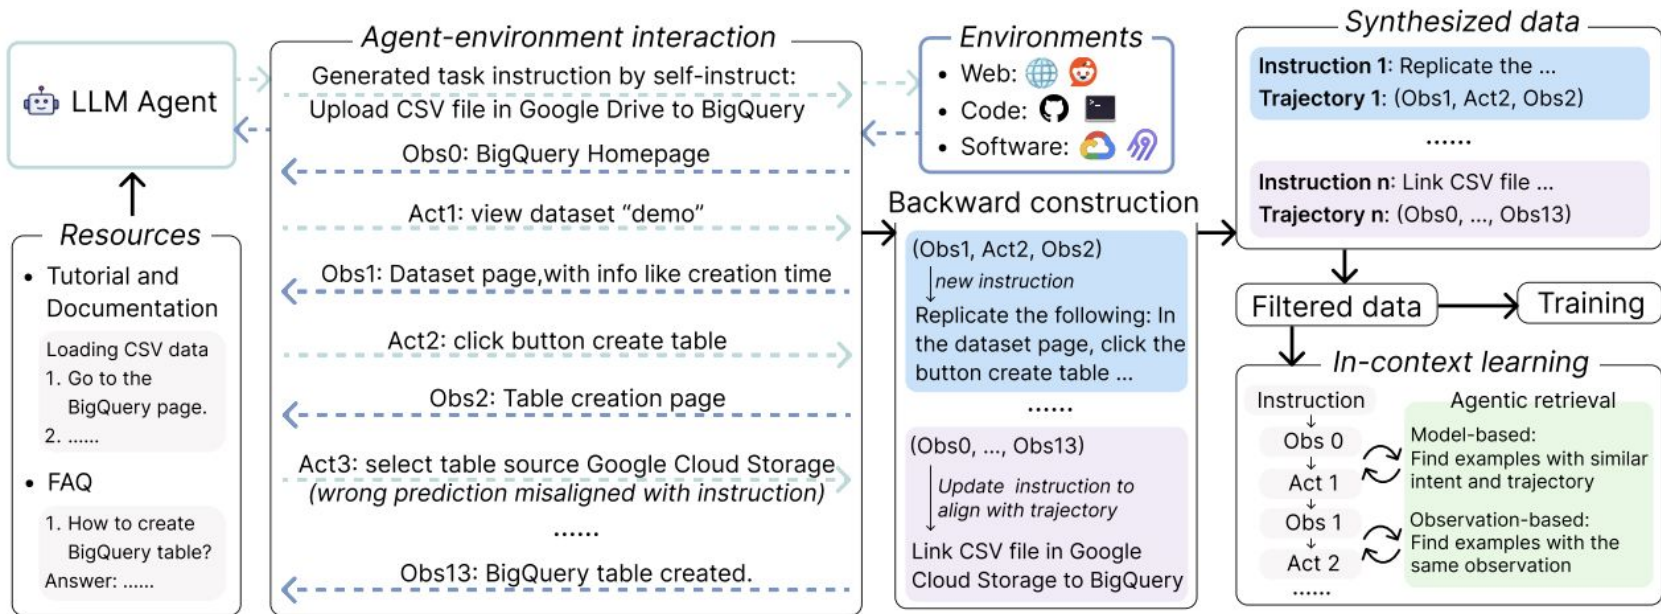 LLM Agent
Resources
• Tutorial and
Documentation
Loading CSV data
1. Go to the
BigQuery page.
2. ......
• FAQ
1. How to create
BigQuery table?
Answer: ......
Agent-environment interaction
Generated task instruction by self-instruct:
Upload CSV file in Google Drive to BigQuery
Obs0: BigQuery Homepage
Act1: view dataset “demo”
Obs1: Dataset page,with info like creation time
Act2: click button create table
Obs2: Table creation page
Act3: select table source Google Cloud Storage
(wrong prediction misaligned with instruction)
......
Obs13: BigQuery table created.
Environments
• Web:
• Code:
• Software:
Backward construction
(Obs1, Act2, Obs2)
new instruction
Replicate the following: In
the dataset page, click the
button create table ...
......
(Obs0, ..., Obs13)
Update instruction to
align with trajectory
Link CSV file in Google
Cloud Storage to BigQuery
Synthesized data
Instruction 1: Replicate the ...
Trajectory 1: (Obs1, Act2, Obs2)
......
Instruction n: Link CSV file ...
Trajectory n: (Obs0, ..., Obs13)
Filtered data
Training
In-context learning
Instruction
Obs 0
Act 1
Obs 1
Act 2
......
Agentic retrieval
Model-based:
Find examples with similar
intent and trajectory
Observation-based:
Find examples with the
same observation